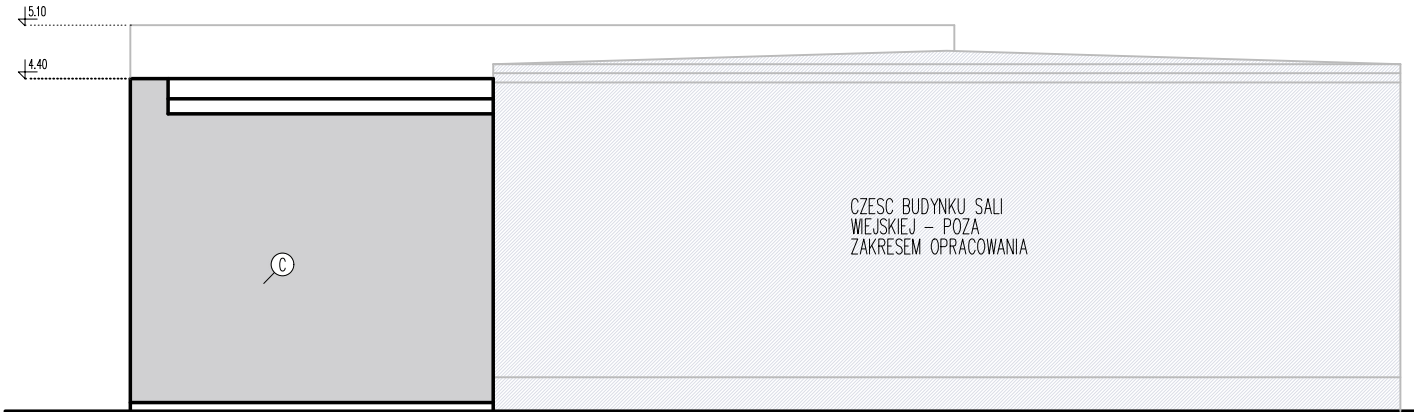 5.10
4.40
CZESC BUDYNKU SALI
WIEJSKIEJ – POZA
ZAKRESEM OPRACOWANIA
C